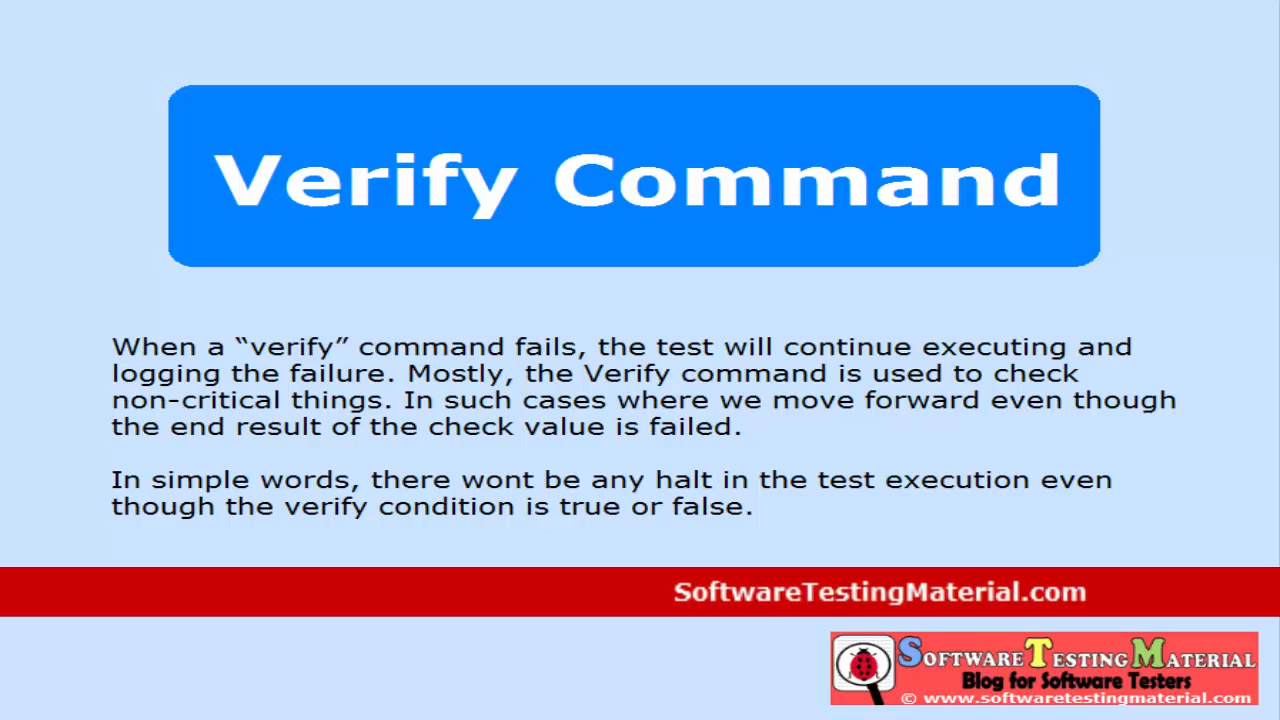 Verify Command
When a “verify” command fails, the test will continue executing and
logging the failure. Mostly, the Verify command is used to check
non-critical things. In such cases where we move forward even though
the end result of the check value is failed.
In simple words, there wont be any halt in the test execution even
though the verify condition is true or false.
SoftwareTestingMaterial.com
SOFTWARE TESTING MATERIAL
Blog for Software Testers
© www.softwaretestingmaterial.com